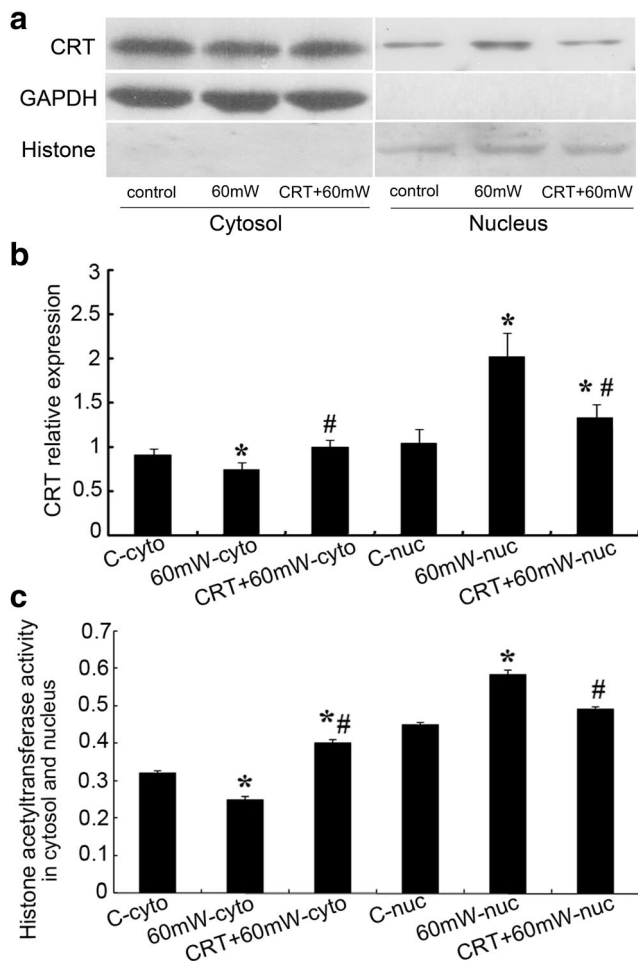 a
CRT
GAPDH
Histone
control 60mW CRT+60mW control 60mW CRT+60mW
Cytosol Nucleus
b
CRT relative expression
3
2.5
2
1.5
1
0.5
0
* # * * #
C-cyto 60mW-cyto CRT+60mW-cyto C-nuc 60mW-nuc CRT+60mW-nuc
c
Histone acetyltransferase activity
in cytosol and nucleus
0.7
0.6
0.5
0.4
0.3
0.2
0.1
0
* *# * #
C-cyto 60mW-cyto CRT+60mW-cyto C-nuc 60mW-nuc CRT+60mW-nuc